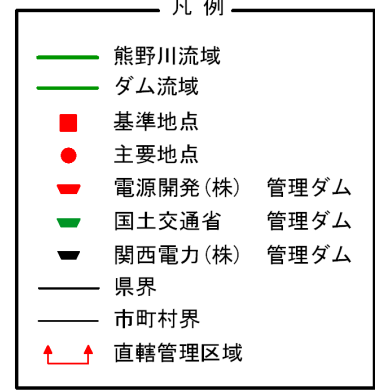 凡例
熊野川流域
ダム流域
基準地点
主要地点
電源開発(株) 管理ダム
国土交通省 管理ダム
関西電力(株) 管理ダム
県界
市町村界
直轄管理区域